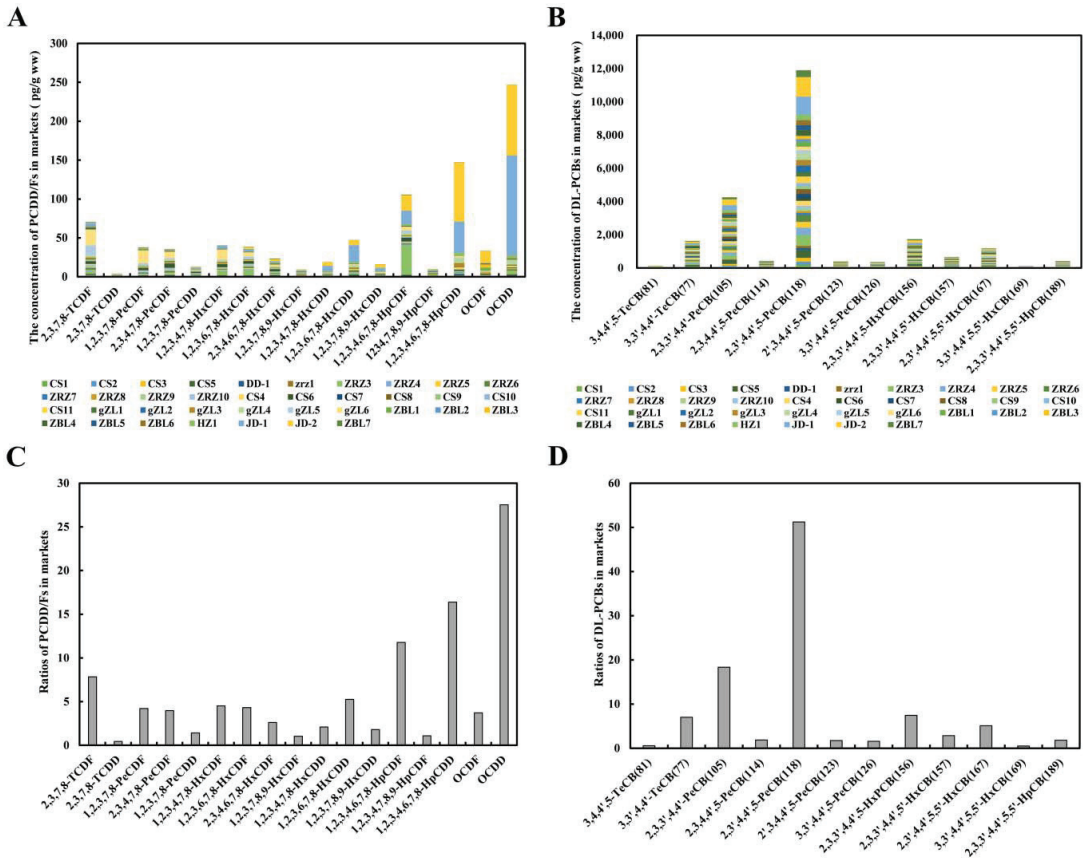 A
The concentration of PCDD/Fs in markets ( pg/g ww)
300
250
200
150
100
50
0
2,3,7,8-TCDF
2,3,7,8-TCDD
1,2,3,7,8-PeCDF
2,3,4,7,8-PeCDF
1,2,3,7,8-PeCDD
1,2,3,4,7,8-HxCDF
1,2,3,6,7,8-HxCDF
2,3,4,6,7,8-HxCDF
1,2,3,7,8,9-HxCDF
1,2,3,4,7,8-HxCDD
1,2,3,6,7,8-HxCDD
1,2,3,7,8,9-HxCDD
1,2,3,4,6,7,8-HpCDF
1234,7,8,9-HpCDF
1,2,3,4,6,7,8-HpCDD
OCDF
OCDD
CS1 CS2 CS3 CS5 DD-1 zrz1 ZRZ3 ZRZ4 ZRZ5 ZRZ6
ZRZ7 ZRZ8 ZRZ9 ZRZ10 CS4 CS6 CS7 CS8 CS9 CS10
CS11 gZL1 gZL2 gZL3 gZL4 gZL5 gZL6 ZBL1 ZBL2 ZBL3
ZBL4 ZBL5 ZBL6 HZ1 JD-1 JD-2 ZBL7
B
The concentration of DL-PCBs in markets ( pg/g ww)
14,000
12,000
10,000
8,000
6,000
4,000
2,000
0
3,4,4',5-TeCB(81)
3,3',4,4'-TeCB(77)
2,3,3',4,4'-PeCB(105)
2,3,4,4',5-PeCB(114)
2,3',4,4',5-PeCB(118)
2',3,4,4',5-PeCB(123)
3,3',4,4',5-PeCB(126)
2,3,3',4,4',5-HxPCB(156)
2,3,3',4,4',5'-HxCB(157)
2,3',4,4',5,5'-HxCB(167)
3,3',4,4',5,5'-HxCB(169)
2,3,3',4,4',5,5'-HpCB(189)
CS1 CS2 CS3 CS5 DD-1 zrz1 ZRZ3 ZRZ4 ZRZ5 ZRZ6
ZRZ7 ZRZ8 ZRZ9 ZRZ10 CS4 CS6 CS7 CS8 CS9 CS10
CS11 gZL1 gZL2 gZL3 gZL4 gZL5 gZL6 ZBL1 ZBL2 ZBL3
ZBL4 ZBL5 ZBL6 HZ1 JD-1 JD-2 ZBL7
C
Ratios of PCDD/Fs in markets
30
25
20
15
10
5
0
2,3,7,8-TCDF
2,3,7,8-TCDD
1,2,3,7,8-PeCDF
2,3,4,7,8-PeCDF
1,2,3,7,8-PeCDD
1,2,3,4,7,8-HxCDF
1,2,3,6,7,8-HxCDF
2,3,4,6,7,8-HxCDF
1,2,3,7,8,9-HxCDF
1,2,3,4,7,8-HxCDD
1,2,3,6,7,8-HxCDD
1,2,3,7,8,9-HxCDD
1,2,3,4,6,7,8-HpCDF
1,2,3,4,7,8,9-HpCDF
1,2,3,4,6,7,8-HpCDD
OCDF
OCDD
D
Ratios of DL-PCBs in markets
60
50
40
30
20
10
0
3,4,4',5-TeCB(81)
3,3',4,4'-TeCB(77)
2,3,3',4,4'-PeCB(105)
2,3,4,4',5-PeCB(114)
2,3',4,4',5-PeCB(118)
2',3,4,4',5-PeCB(123)
3,3',4,4',5-PeCB(126)
2,3,3',4,4',5-HxPCB(156)
2,3,3',4,4',5'-HxCB(157)
2,3',4,4',5,5'-HxCB(167)
3,3',4,4',5,5'-HxCB(169)
2,3,3',4,4',5,5'-HpCB(189)